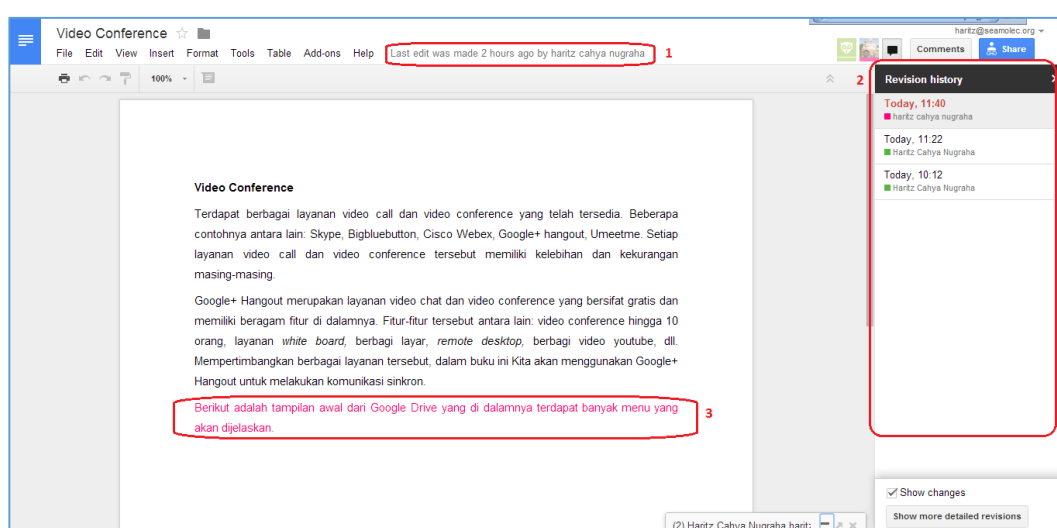 haritz@seamolec.org
Video Conference
File Edit View Insert Format Tools Table Add-ons Help Last edit was made 2 hours ago by haritz cahya nugraha 1
Comments Share
100%
2 Revision history
Today, 11:40
haritz cahya nugraha
Today, 11:22
Haritz Cahya Nugraha
Today, 10:12
Haritz Cahya Nugraha
Video Conference
Terdapat berbagai layanan video call dan video conference yang telah tersedia. Beberapa
contohnya antara lain: Skype, Bigbluebutton, Cisco Webex, Google+ hangout, Umeetme. Setiap
layanan video call dan video conference tersebut memiliki kelebihan dan kekurangan
masing-masing.
Google+ Hangout merupakan layanan video chat dan video conference yang bersifat gratis dan
memiliki beragam fitur di dalamnya. Fitur-fitur tersebut antara lain: video conference hingga 10
orang, layanan white board, berbagi layar, remote desktop, berbagi video youtube, dll.
Mempertimbangkan berbagai layanan tersebut, dalam buku ini Kita akan menggunakan Google+
Hangout untuk melakukan komunikasi sinkron.
Berikut adalah tampilan awal dari Google Drive yang di dalamnya terdapat banyak menu yang
akan dijelaskan.
3
Show changes
Show more detailed revisions
(2) Haritz Cahya Nugraha